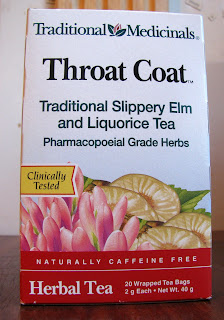 Traditional Medicinals®
Throat Coat™
Traditional Slippery Elm
and Liquorice Tea
Pharmacopoeial Grade Herbs
Clinically
Tested
NATURALLY CAFFEINE FREE
Herbal Tea
20 Wrapped Tea Bags
2 g Each • Net Wt. 40 g